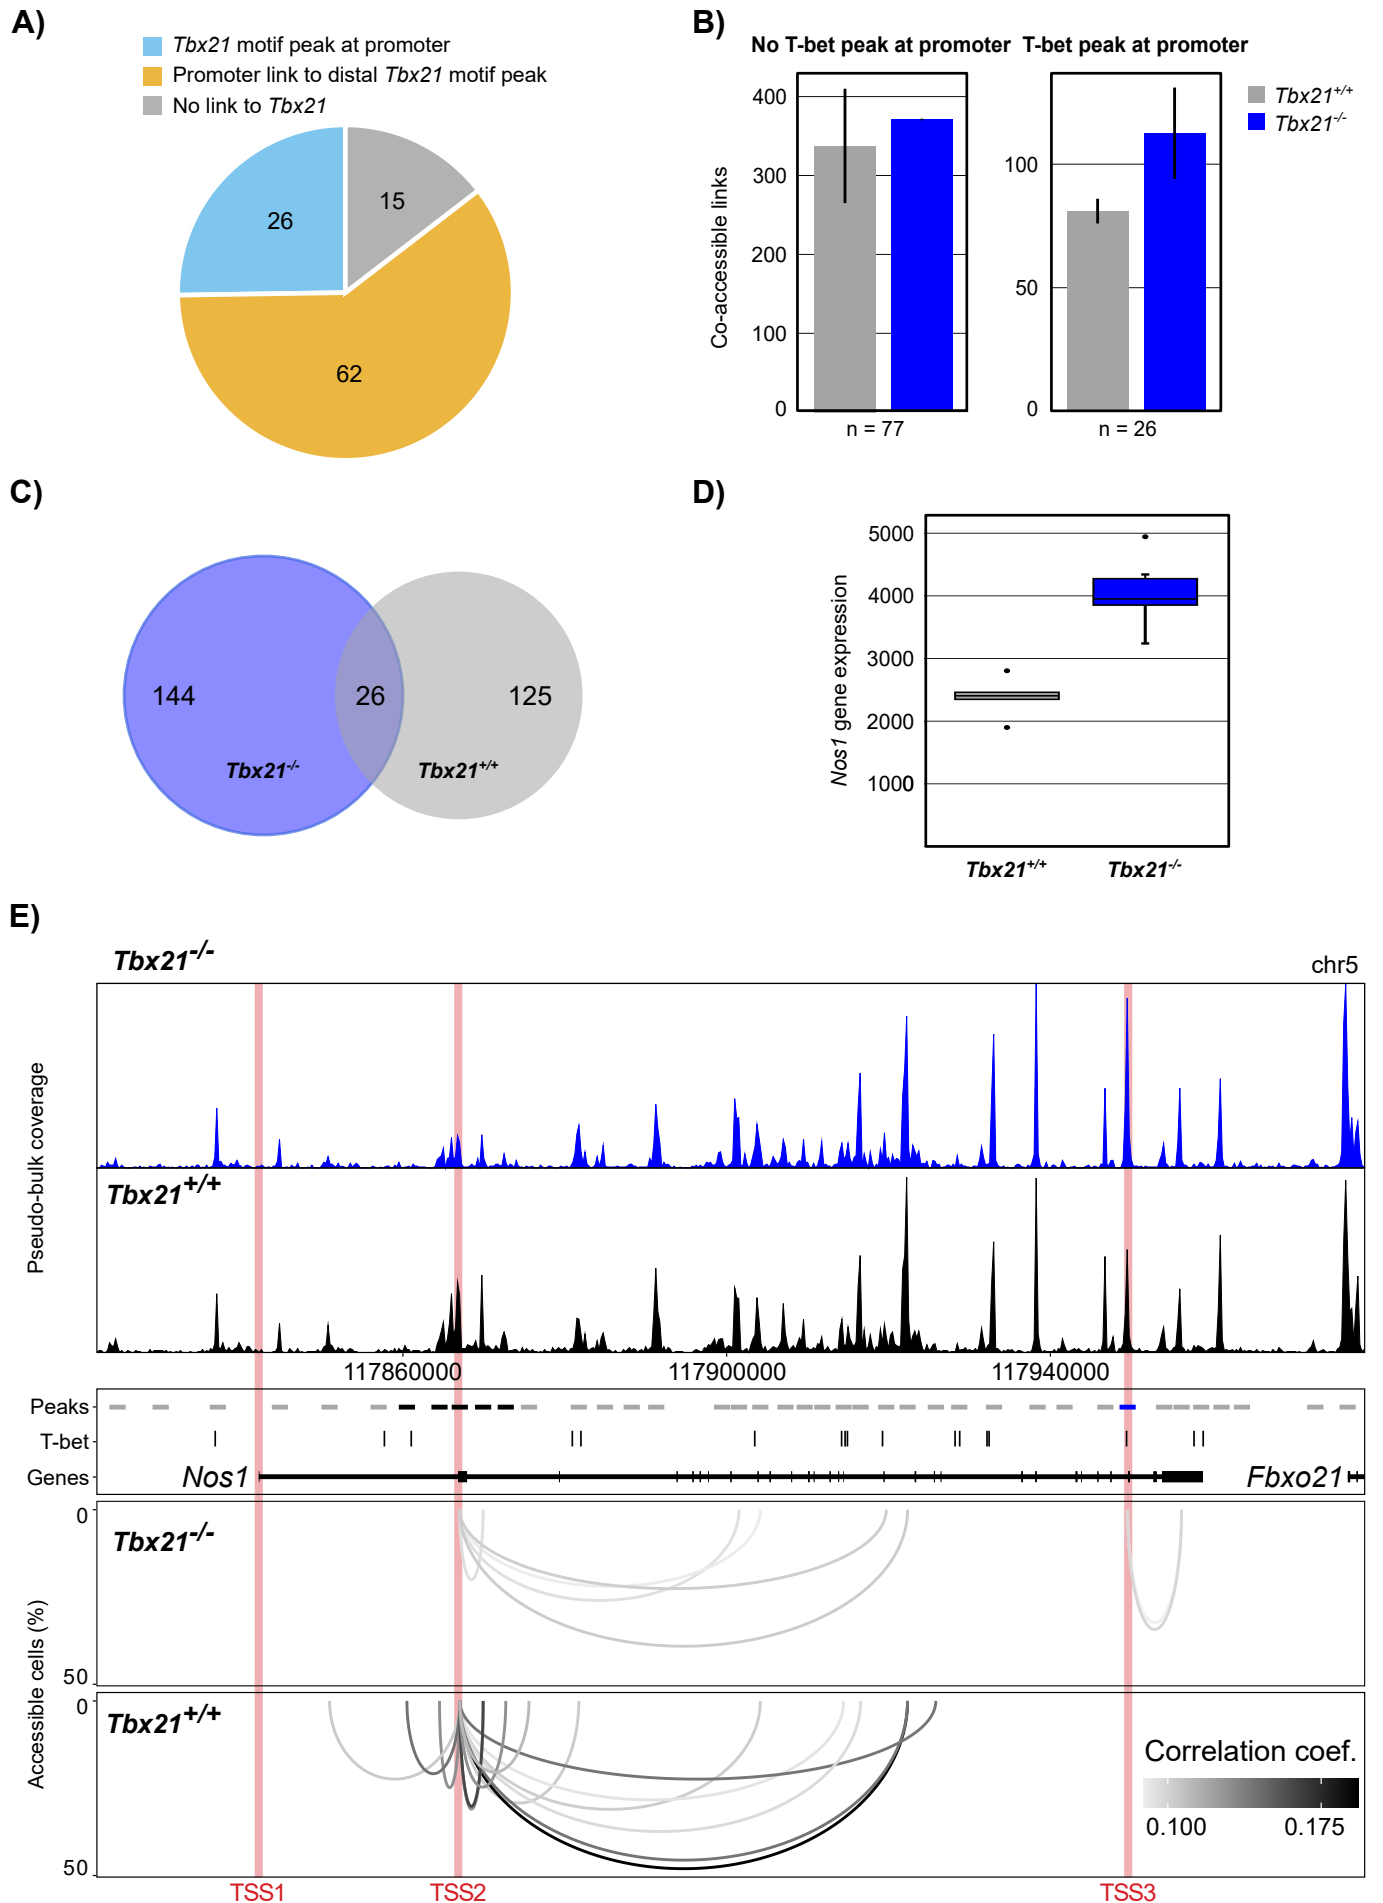 A)
Tbx21 motif peak at promoter
Promoter link to distal Tbx21 motif peak
No link to Tbx21
26
15
62
B)
No T-bet peak at promoter
T-bet peak at promoter
Tbx21+/+
Tbx21-/-
Co-accessible links
400
300
200
100
0
n = 77
100
50
0
n = 26
C)
144
26
125
Tbx21-/-
Tbx21+/+
D)
Nos1 gene expression
5000
4000
3000
2000
1000
Tbx21+/+
Tbx21-/-
E)
Tbx21-/-
chr5
Pseudo-bulk coverage
Tbx21+/+
117860000
117900000
117940000
Peaks
T-bet
Genes
Nos1
Fbxo21
Accessible cells (%)
0
Tbx21-/-
50
0
Tbx21+/+
50
Correlation coef.
0.100
0.175
TSS1
TSS2
TSS3